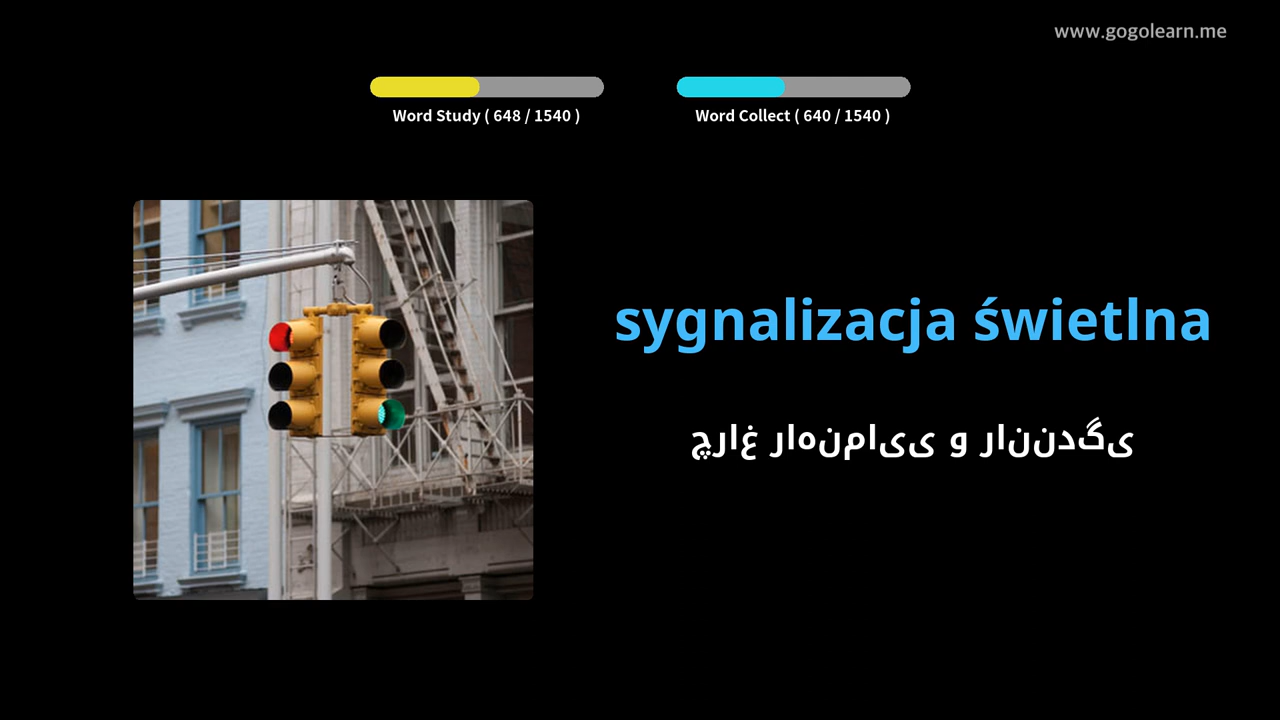 www.gogolearn.me
Word Study ( 648 / 1540 )
Word Collect ( 640 / 1540 )
sygnalizacja świetlna
چراغ راهنمایی و رانندگی